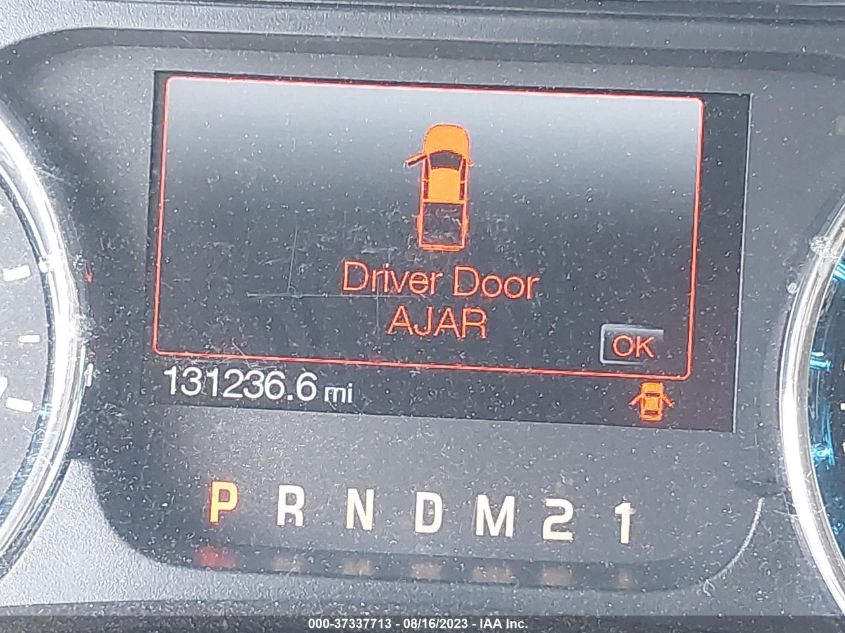 Driver Door
AJAR
OK
131236.6 mi
P R N D M 2 1
000-37337713 - 08/16/2023 - IAA Inc.